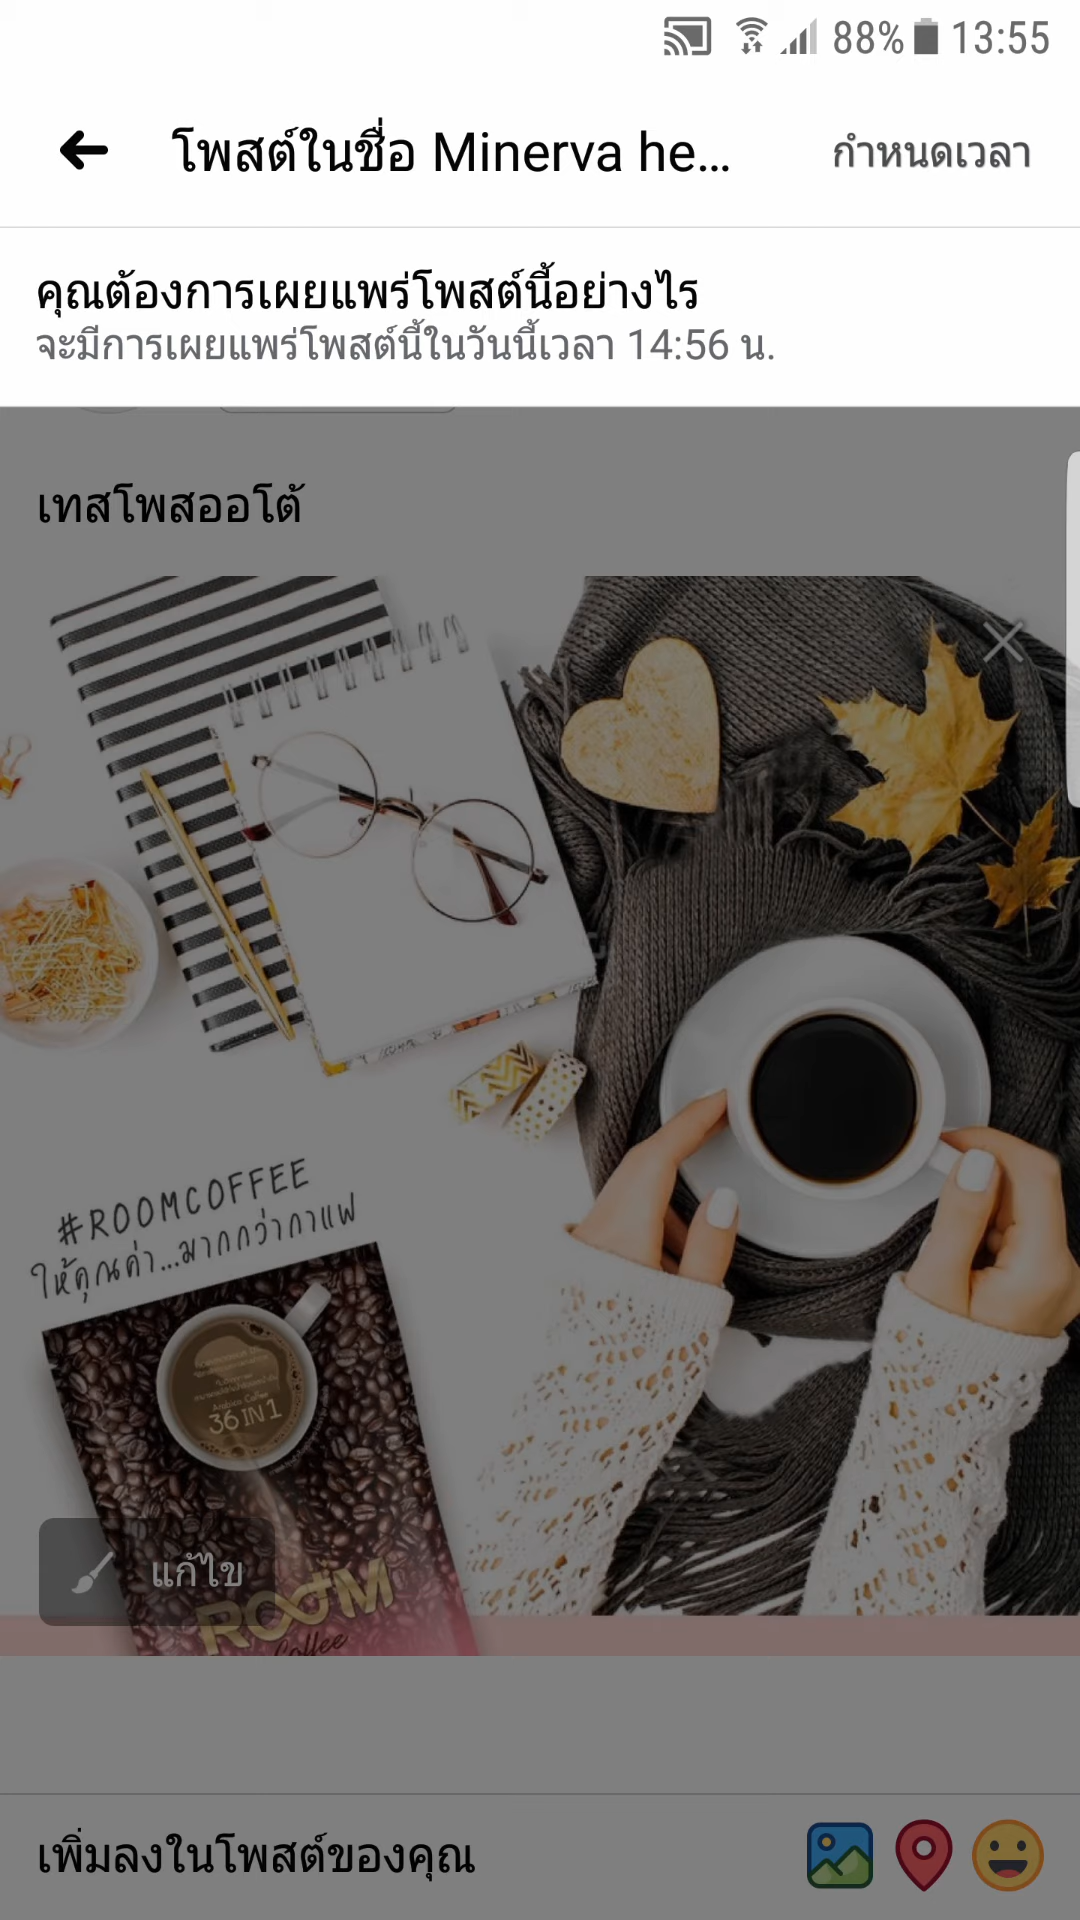 88% 13:55
โพสต์ในชื่อ Minerva he...
กำหนดเวลา
คุณต้องการเผยแพร่โพสต์นี้อย่างไร
จะมีการเผยแพร่โพสต์นี้ในวันนี้เวลา 14:56 น.
เทสโพสออโต้
#ROOMCOFFEE
ให้คุณค่า...มากกว่ากาแฟ
Arabica Coffee
36 IN 1
แก้ไข
ROOM
Coffee
เพิ่มลงในโพสต์ของคุณ